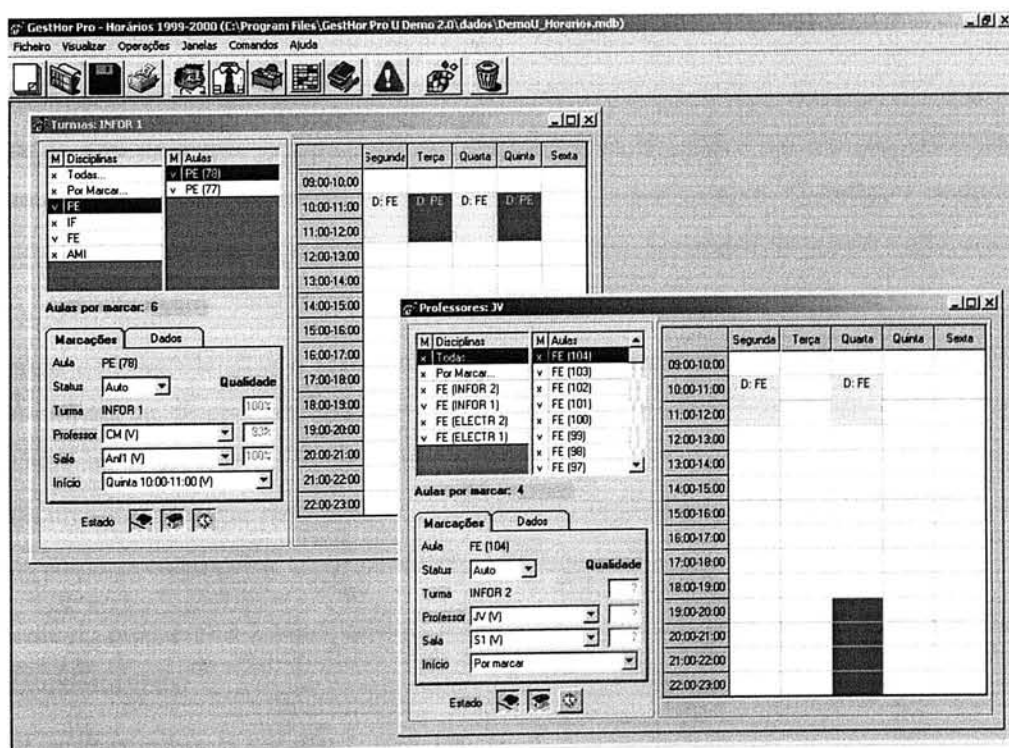 GestHor Pro - Horários 1999-2000 (C:\Program Files\GestHor Pro U Demo 2.0\dados\DemoU_Horarios.mdb)
Ficheiro Visualizar Operações Janelas Comandos Ajuda
Turmas: INFOR 1
M Disciplinas
x Todas...
x Por Marcar...
v PE
x IF
v FE
x AMI
M Aulas
v PE (78)
v PE (77)
Aulas por marcar: 6
Marcações Dados
Aula PE (78)
Status Auto Qualidade
Turma INFOR 1 100%
Professor CM (V)
Sala Anf1 (V) 100%
Início Quinta 10:00-11:00 (V)
Estado
Segunda Terça Quarta Quinta Sexta
09:00-10:00
10:00-11:00 D: FE D: PE D: FE D: PE
11:00-12:00
12:00-13:00
13:00-14:00
14:00-15:00
15:00-16:00
16:00-17:00
17:00-18:00
18:00-19:00
19:00-20:00
20:00-21:00
21:00-22:00
22:00-23:00
Professores: JV
M Disciplinas
x Todas
x Por Marcar...
x FE (INFOR 2)
v FE (INFOR 1)
x FE (ELECTR 2)
v FE (ELECTR 1)
M Aulas
x FE (104)
v FE (103)
x FE (102)
v FE (101)
x FE (100)
v FE (99)
x FE (98)
v FE (97)
Aulas por marcar: 4
Marcações Dados
Aula FE (104)
Status Auto Qualidade
Turma INFOR 2 ?
Professor JV (V) ?
Sala S1 (V) ?
Início Por marcar
Estado
Segunda Terça Quarta Quinta Sexta
09:00-10:00
10:00-11:00 D: FE D: FE
11:00-12:00
12:00-13:00
13:00-14:00
14:00-15:00
15:00-16:00
16:00-17:00
17:00-18:00
18:00-19:00
19:00-20:00
20:00-21:00
21:00-22:00
22:00-23:00